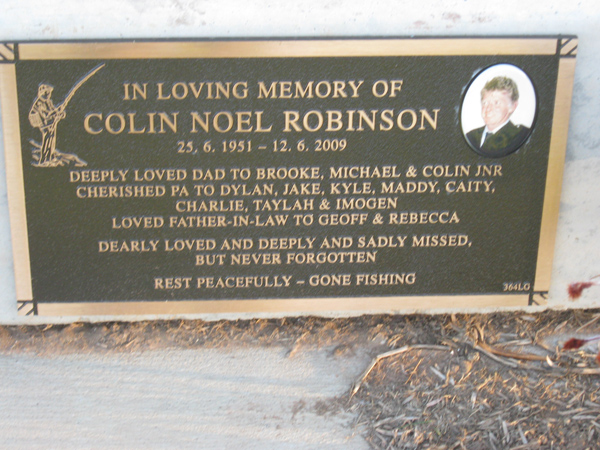 IN LOVING MEMORY OF
COLIN NOEL ROBINSON
25. 6. 1951 – 12. 6. 2009
DEEPLY LOVED DAD TO BROOKE, MICHAEL & COLIN JNR
CHERISHED PA TO DYLAN, JAKE, KYLE, MADDY, CAITY,
CHARLIE, TAYLAH & IMOGEN
LOVED FATHER-IN-LAW TO GEOFF & REBECCA
DEARLY LOVED AND DEEPLY AND SADLY MISSED,
BUT NEVER FORGOTTEN
REST PEACEFULLY – GONE FISHING
364LG